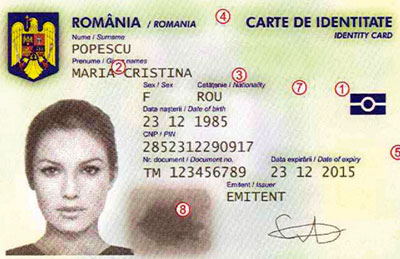 ROMÂNIA / ROMANIA
④
CARTE DE IDENTITATE
IDENTITY CARD
Nume / Surname
POPESCU
Prenume / Given names
②
MARIA CRISTINA
Sex / Sex
Cetățenie / Nationality
③
F
ROU
⑦
①
Data nașterii / Date of birth
23 12 1985
CNP / PIN
2852312290917
⑤
Nr. document / Document no.
Data expirării / Date of expiry
TM 123456789
23 12 2015
Emitent / Issuer
EMITENT
⑧